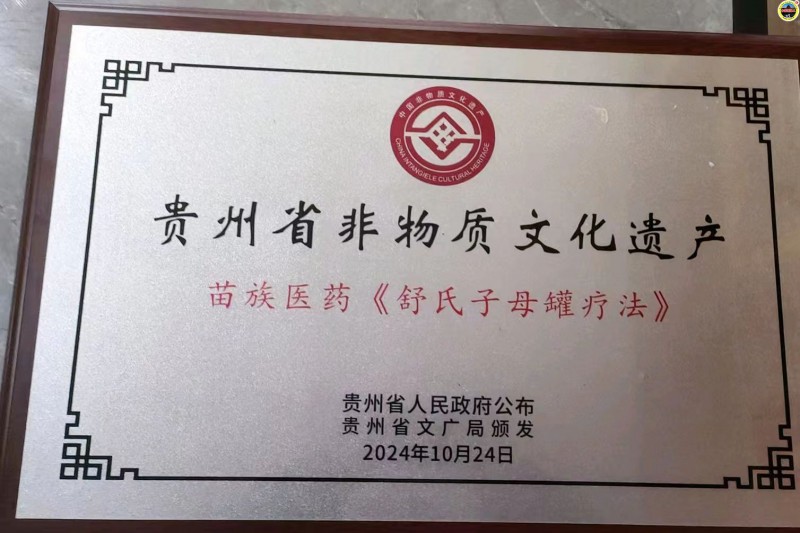 中国非物质文化遗产
CHINA INTANGIELE CULTURAL HERITAGE
贵州省非物质文化遗产
苗族医药《舒氏子母罐疗法》
贵州省人民政府公布
贵州省文广局颁发
2024年10月24日